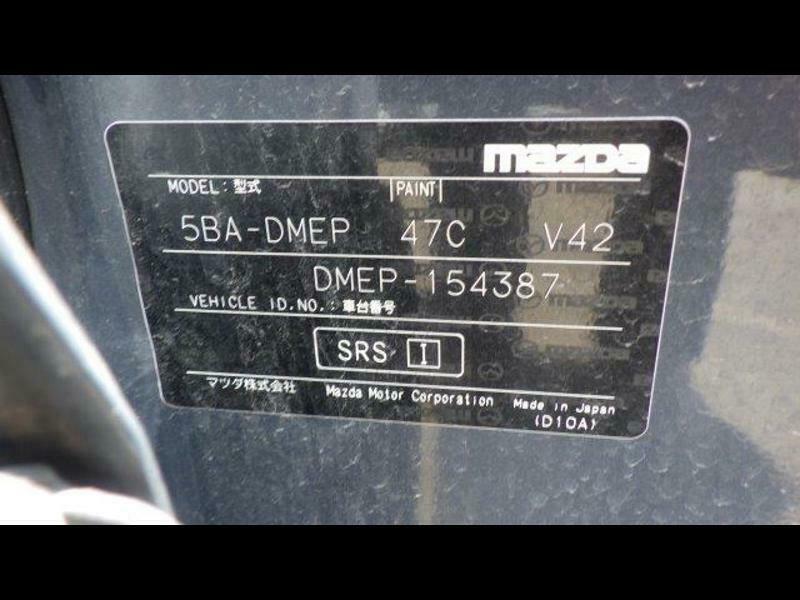 mazda
MODEL:型式 |PAINT|
5BA-DMEP 47C V42
DMEP-154387
VEHICLE ID.NO.:車台番号
SRS I
マツダ株式会社 Mazda Motor Corporation Made in Japan
(D10A)